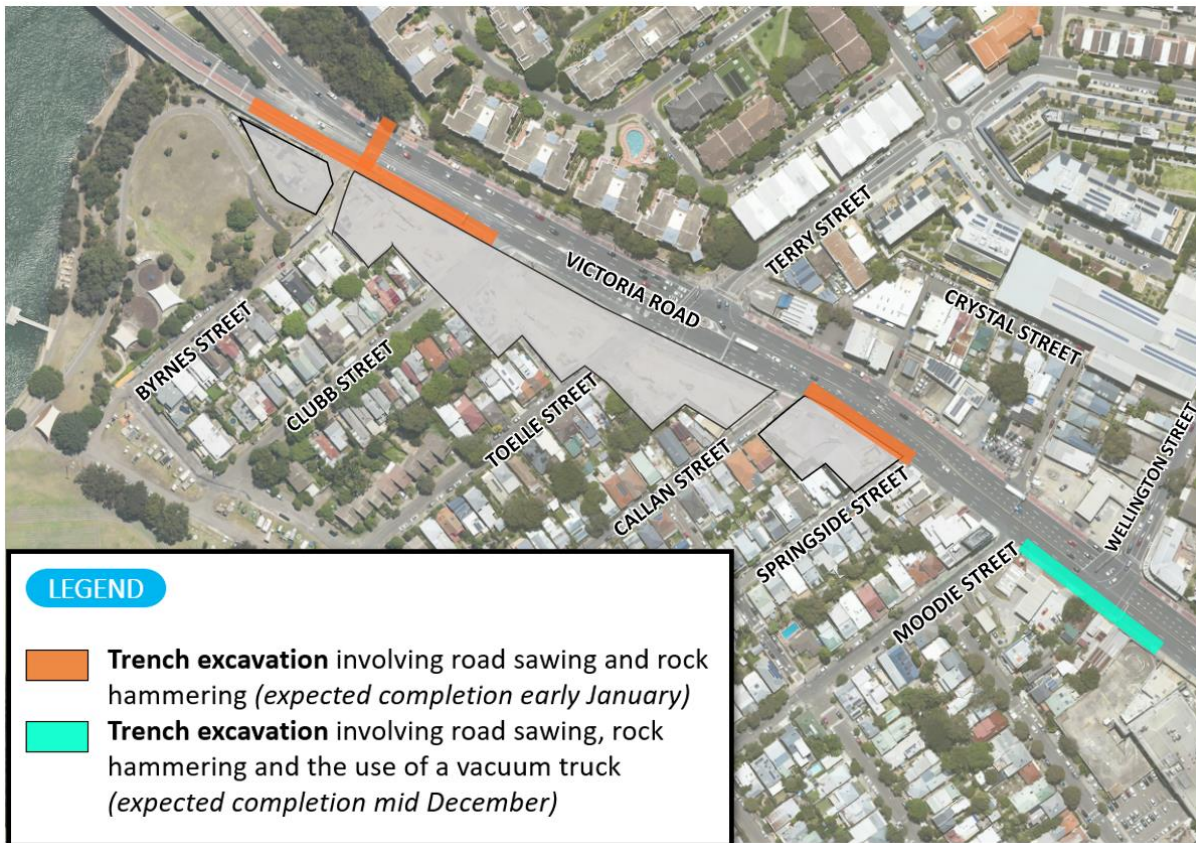 VICTORIA ROAD
TERRY STREET
CRYSTAL STREET
BYRNES STREET
CLUBB STREET
TOELLE STREET
CALLAN STREET
SPRINGSIDE STREET
WELLINGTON STREET
MOODIE STREET
LEGEND
Trench excavation involving road sawing and rock
hammering (expected completion early January)
Trench excavation involving road sawing, rock
hammering and the use of a vacuum truck
(expected completion mid December)